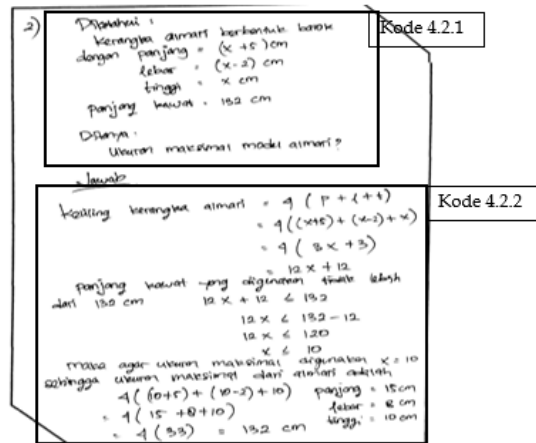 2) Diketahui :
Kerangka almari berbentuk balok
dengan panjang = (x + 5) cm
lebar = (x-2) cm
tinggi = x cm
panjang kawat = 132 cm
Ditanya.
Ukuran maksimal model almari?
Kode 4.2.1
Jawab
Keliling kerangka almari = 4 ( p + l + t )
= 4 ((x+5) + (x-2) + x)
= 4 ( 3x + 3)
= 12x + 12
panjang kawat yang digunakan tidak lebih
dari 132 cm 12x + 12 ≤ 132
12x ≤ 132 - 12
12x ≤ 120
x ≤ 10
maka agar ukuran maksimal digunakan x = 10
sehingga ukuran maksimal dari almari adalah
4 ( (10+5) + (10-2) + 10) panjang = 15 cm
= 4 ( 15 + 8 + 10) lebar = 8 cm
= 4 ( 33) = 132 cm tinggi = 10 cm
Kode 4.2.2